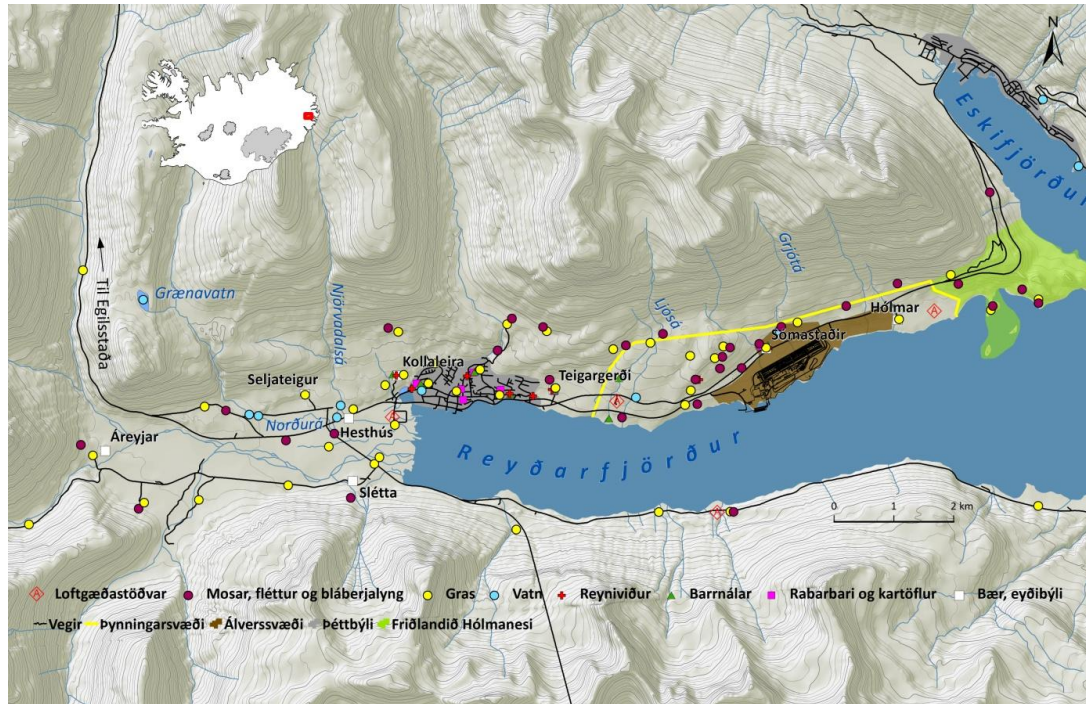 N
Eskifjörður
Til Egilsstaða
Grænavatn
Njörvadalsá
Grjótá
Ljósá
Hólmar
Sómastaðir
Kollaleira
Teigargerði
Seljateigur
Norðurá
Hesthús
Áreyjar
Reyðarfjörður
Slétta
0 1 2 km
Loftgæðastöðvar Mosar, fléttur og bláberjalyng Gras Vatn Reyniviður Barrnálar Rabarbari og kartöflur Bær, eyðibýli
Vegir Þynningarsvæði Álverssvæði Þéttbýli Friðlandið Hólmanesi